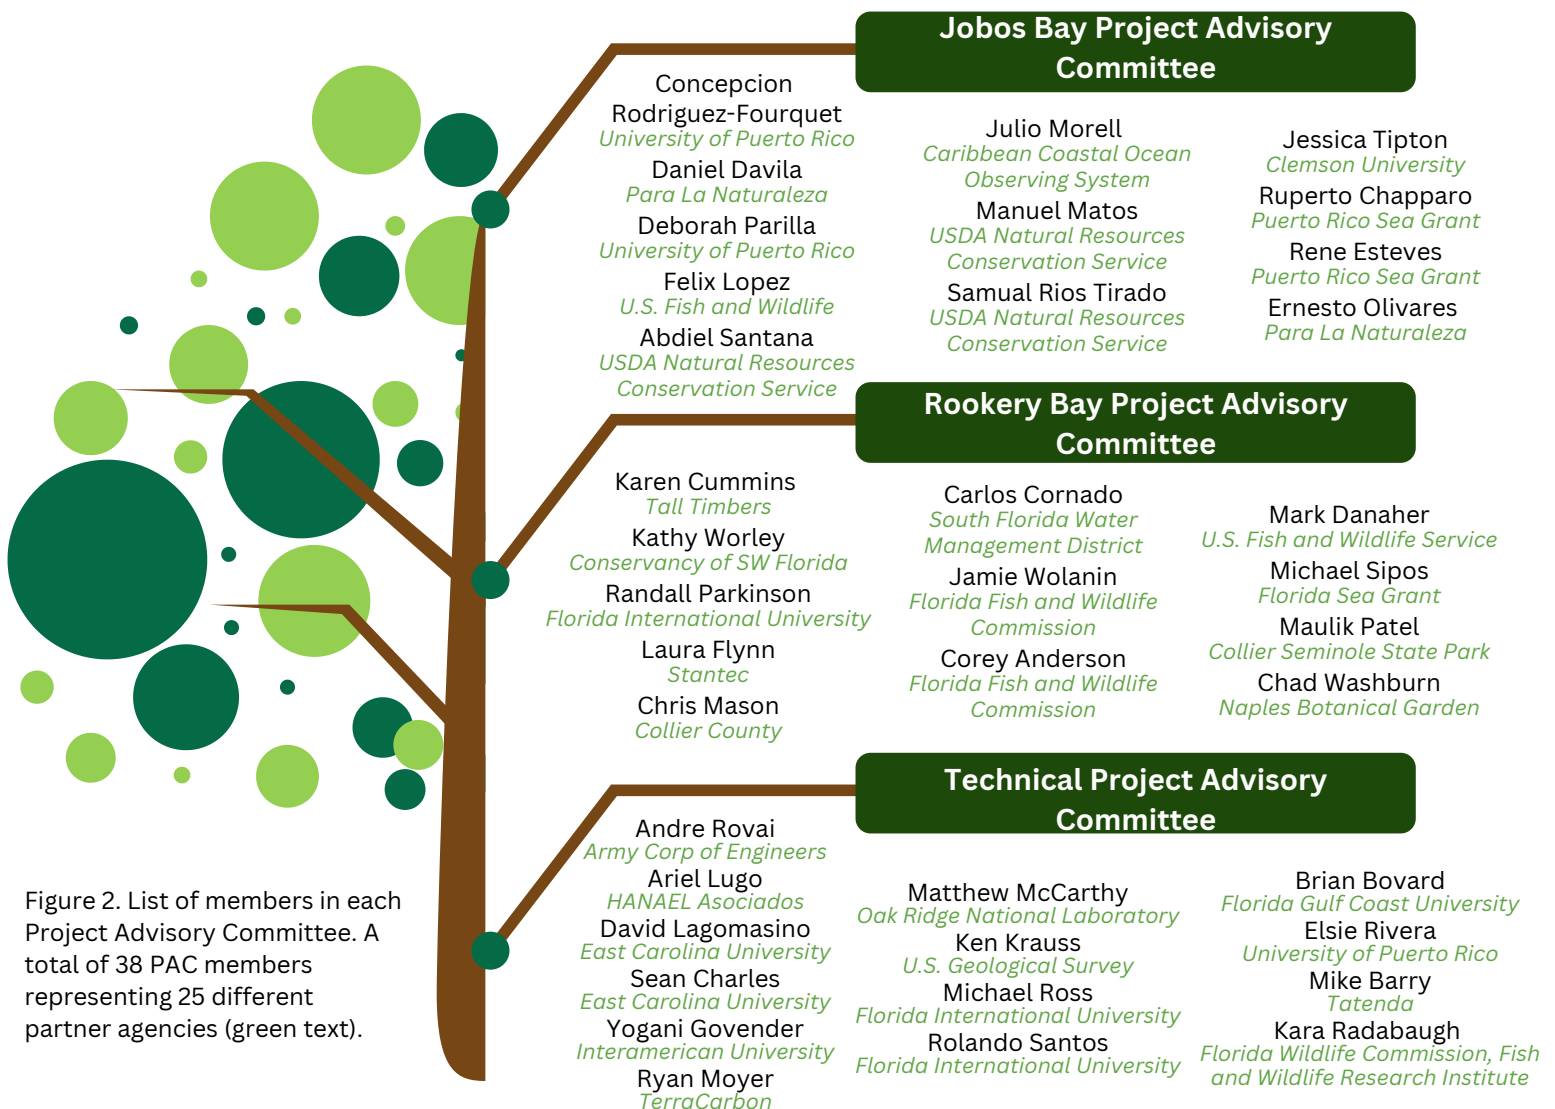 Jobos Bay Project Advisory
Committee
Concepcion
Rodriguez-Fourquet
University of Puerto Rico
Daniel Davila
Para La Naturaleza
Deborah Parilla
University of Puerto Rico
Felix Lopez
U.S. Fish and Wildlife
Abdiel Santana
USDA Natural Resources
Conservation Service
Julio Morell
Caribbean Coastal Ocean
Observing System
Manuel Matos
USDA Natural Resources
Conservation Service
Samual Rios Tirado
USDA Natural Resources
Conservation Service
Jessica Tipton
Clemson University
Ruperto Chapparo
Puerto Rico Sea Grant
Rene Esteves
Puerto Rico Sea Grant
Ernesto Olivares
Para La Naturaleza
Rookery Bay Project Advisory
Committee
Karen Cummins
Tall Timbers
Kathy Worley
Conservancy of SW Florida
Randall Parkinson
Florida International University
Laura Flynn
Stantec
Chris Mason
Collier County
Carlos Cornado
South Florida Water
Management District
Jamie Wolanin
Florida Fish and Wildlife
Commission
Corey Anderson
Florida Fish and Wildlife
Commission
Mark Danaher
U.S. Fish and Wildlife Service
Michael Sipos
Florida Sea Grant
Maulik Patel
Collier Seminole State Park
Chad Washburn
Naples Botanical Garden
Technical Project Advisory
Committee
Andre Rovai
Army Corp of Engineers
Ariel Lugo
HANAEL Asociados
David Lagomasino
East Carolina University
Sean Charles
East Carolina University
Yogani Govender
Interamerican University
Ryan Moyer
TerraCarbon
Matthew McCarthy
Oak Ridge National Laboratory
Ken Krauss
U.S. Geological Survey
Michael Ross
Florida International University
Rolando Santos
Florida International University
Brian Bovard
Florida Gulf Coast University
Elsie Rivera
University of Puerto Rico
Mike Barry
Tatenda
Kara Radabaugh
Florida Wildlife Commission, Fish
and Wildlife Research Institute
Figure 2. List of members in each
Project Advisory Committee. A
total of 38 PAC members
representing 25 different
partner agencies (green text).